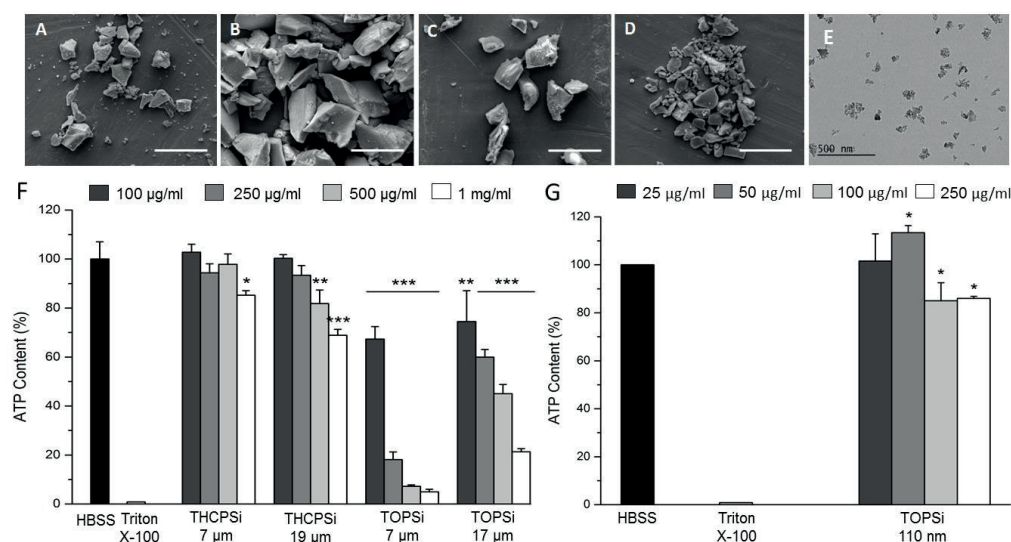 A
B
C
D
E
500 nm
F
100 µg/ml
250 µg/ml
500 µg/ml
1 mg/ml
ATP Content (%)
120
100
80
60
40
20
0
*
**
***
***
**
***
HBSS
Triton X-100
THCPSi 7 µm
THCPSi 19 µm
TOPSi 7 µm
TOPSi 17 µm
G
25 µg/ml
50 µg/ml
100 µg/ml
250 µg/ml
ATP Content (%)
120
100
80
60
40
20
0
*
*
*
HBSS
Triton X-100
TOPSi 110 nm